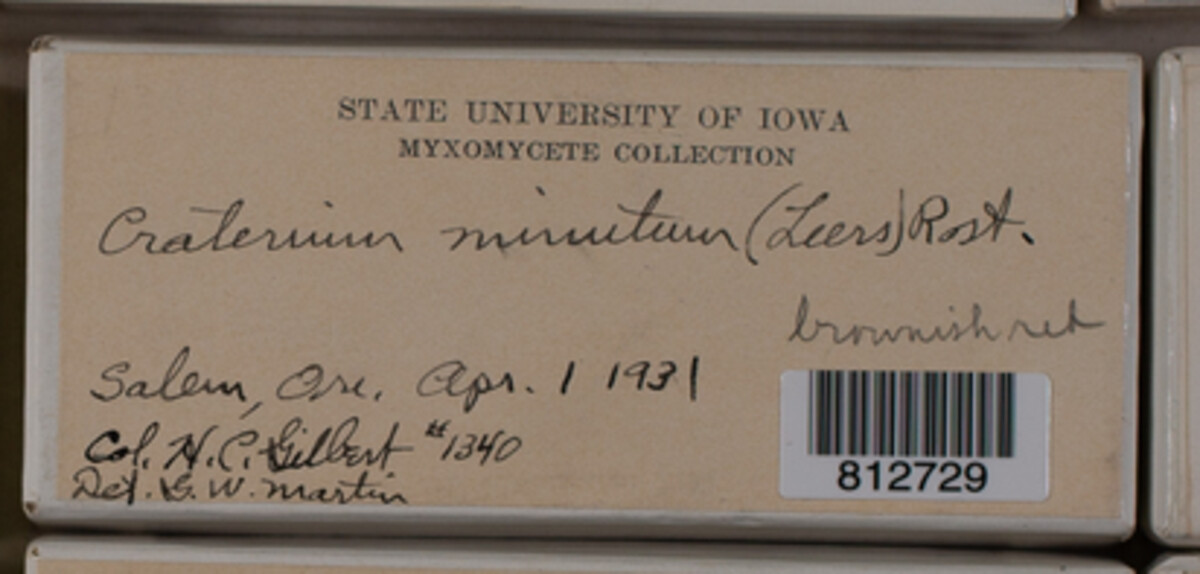 STATE UNIVERSITY OF IOWA
MYXOMYCETE COLLECTION
Craterium minutum (Leers) Rost.
brownish red
Salem, Ore. Apr. 1 1931
Col. H. C. Gilbert #1340
Det. G. W. Martin
812729